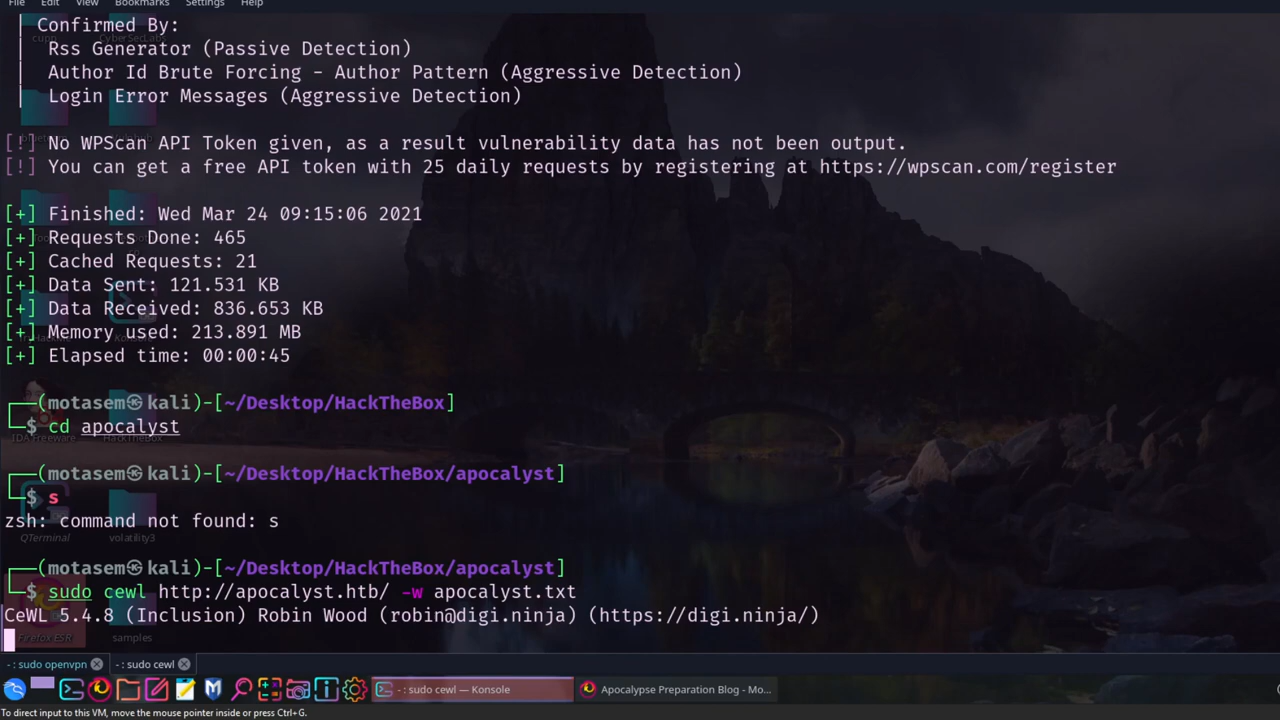 File Edit View Bookmarks Settings Help
| Confirmed By:
| Rss Generator (Passive Detection)
| Author Id Brute Forcing - Author Pattern (Aggressive Detection)
| Login Error Messages (Aggressive Detection)
[!] No WPScan API Token given, as a result vulnerability data has not been output.
[!] You can get a free API token with 25 daily requests by registering at https://wpscan.com/register
[+] Finished: Wed Mar 24 09:15:06 2021
[+] Requests Done: 465
[+] Cached Requests: 21
[+] Data Sent: 121.531 KB
[+] Data Received: 836.653 KB
[+] Memory used: 213.891 MB
[+] Elapsed time: 00:00:45
┌──(motasem㉿kali)-[~/Desktop/HackTheBox]
└─$ cd apocalyst
IDA Freeware HackTheBox
┌──(motasem㉿kali)-[~/Desktop/HackTheBox/apocalyst]
└─$ s
zsh: command not found: s
QTerminal volatility3
┌──(motasem㉿kali)-[~/Desktop/HackTheBox/apocalyst]
└─$ sudo cewl http://apocalyst.htb/ -w apocalyst.txt
CeWL 5.4.8 (Inclusion) Robin Wood (robin@digi.ninja) (https://digi.ninja/)
Firefox ESR samples
- : sudo openvpn - : sudo cewl
- : sudo cewl — Konsole Apocalypse Preparation Blog - Mo...
To direct input to this VM, move the mouse pointer inside or press Ctrl+G.